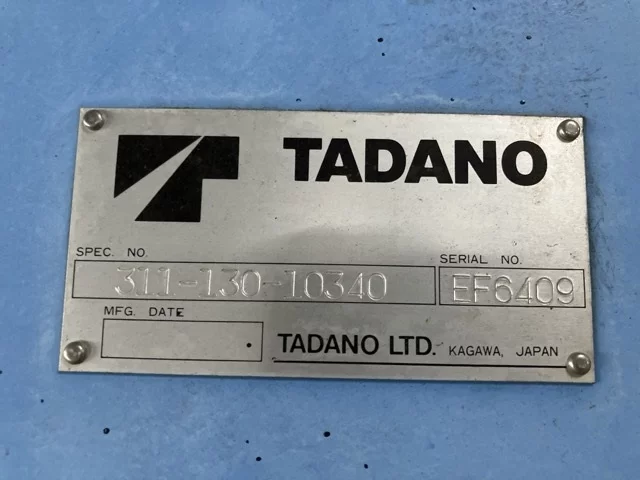 TADANO
SPEC. NO.
SERIAL NO.
311-130-10340
EF6409
MFG. DATE
TADANO LTD. KAGAWA, JAPAN